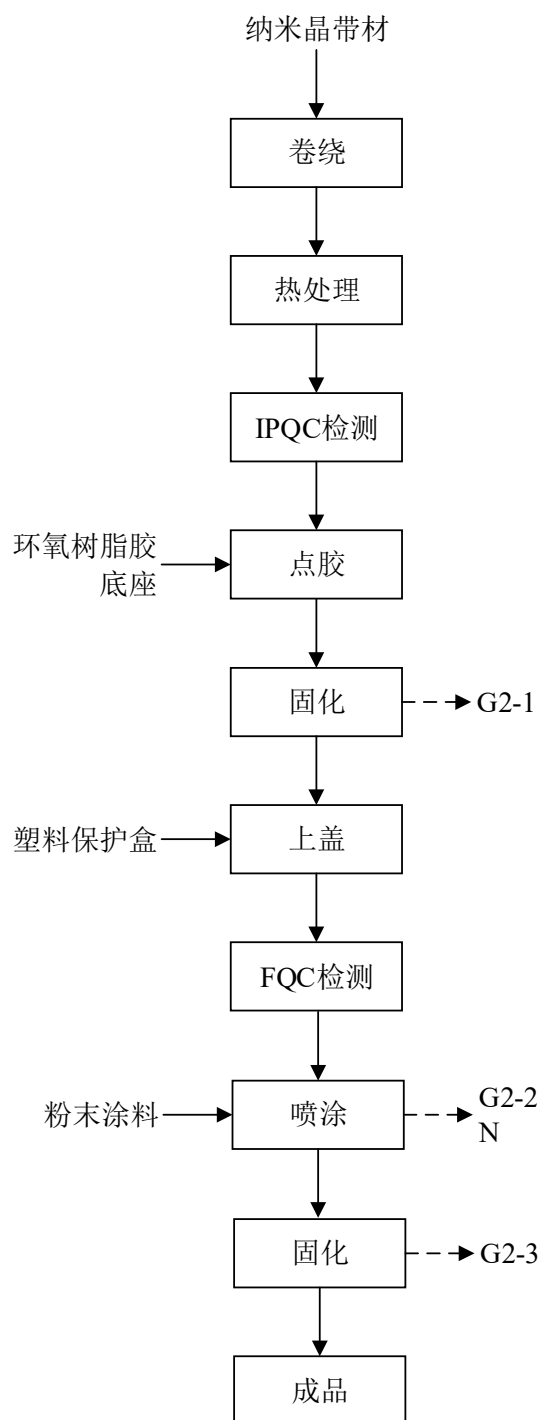 纳米晶带材
卷绕
热处理
IPQC检测
环氧树脂胶
底座
点胶
固化
G2-1
塑料保护盒
上盖
FQC检测
粉末涂料
喷涂
G2-2
N
固化
G2-3
成品